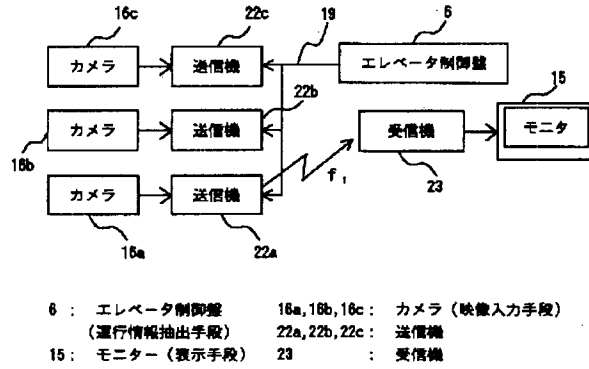 16c 22c 19 6
カメラ 送信機 エレベータ制御盤
22b 15
カメラ 送信機 受信機 モニタ
16b
f₁
カメラ 送信機 23
16a 22a
6 : エレベータ制御盤 16a,16b,16c : カメラ (映像入力手段)
(運行情報抽出手段) 22a,22b,22c : 送信機
15 : モニター (表示手段) 23 : 受信機